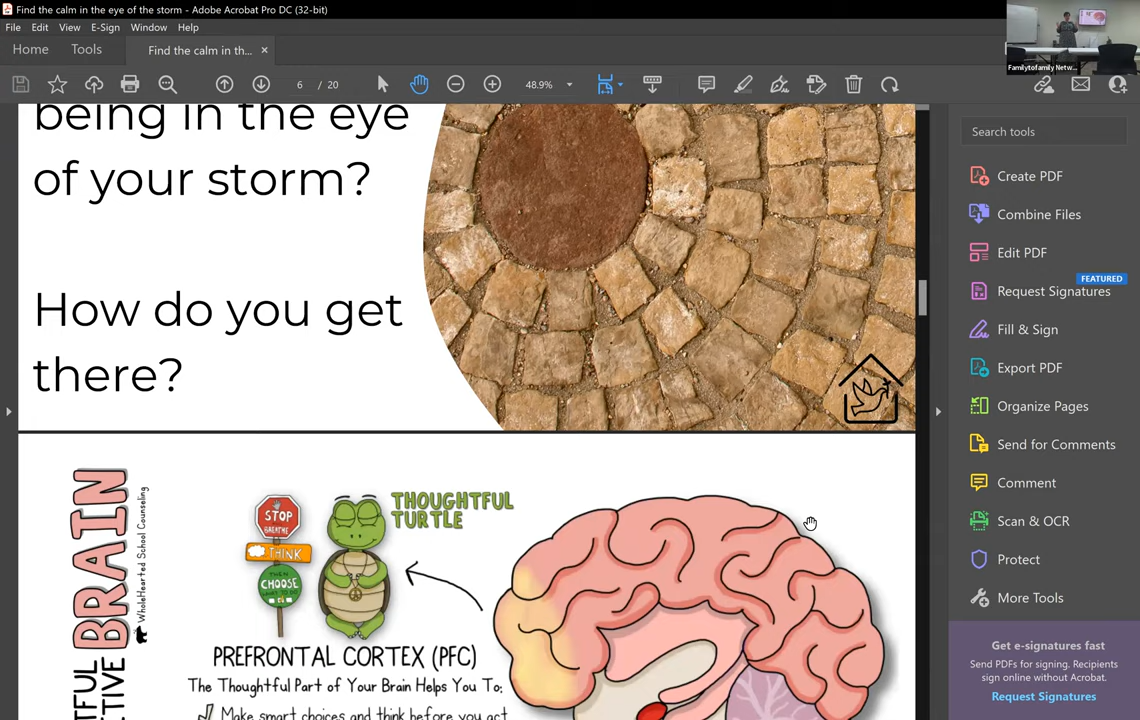 Find the calm in the eye of the storm - Adobe Acrobat Pro DC (32-bit)
File Edit View E-Sign Window Help
Home Tools Find the calm in th... ×
6 / 20 48.9%
Familytofamily Netw...
being in the eye
of your storm?
How do you get
there?
Search tools
Create PDF
Combine Files
Edit PDF
FEATURED
Request Signatures
Fill & Sign
Export PDF
Organize Pages
Send for Comments
Comment
Scan & OCR
Protect
More Tools
Get e-signatures fast
Send PDFs for signing. Recipients
sign online without Acrobat.
Request Signatures
BRAIN
WholeHearted School Counseling
STOP
BREATHE
THINK
THEN
CHOOSE
WHAT TO DO
THOUGHTFUL
TURTLE
PREFRONTAL CORTEX (PFC)
The Thoughtful Part of Your Brain Helps You To:
Make smart choices and think before you act